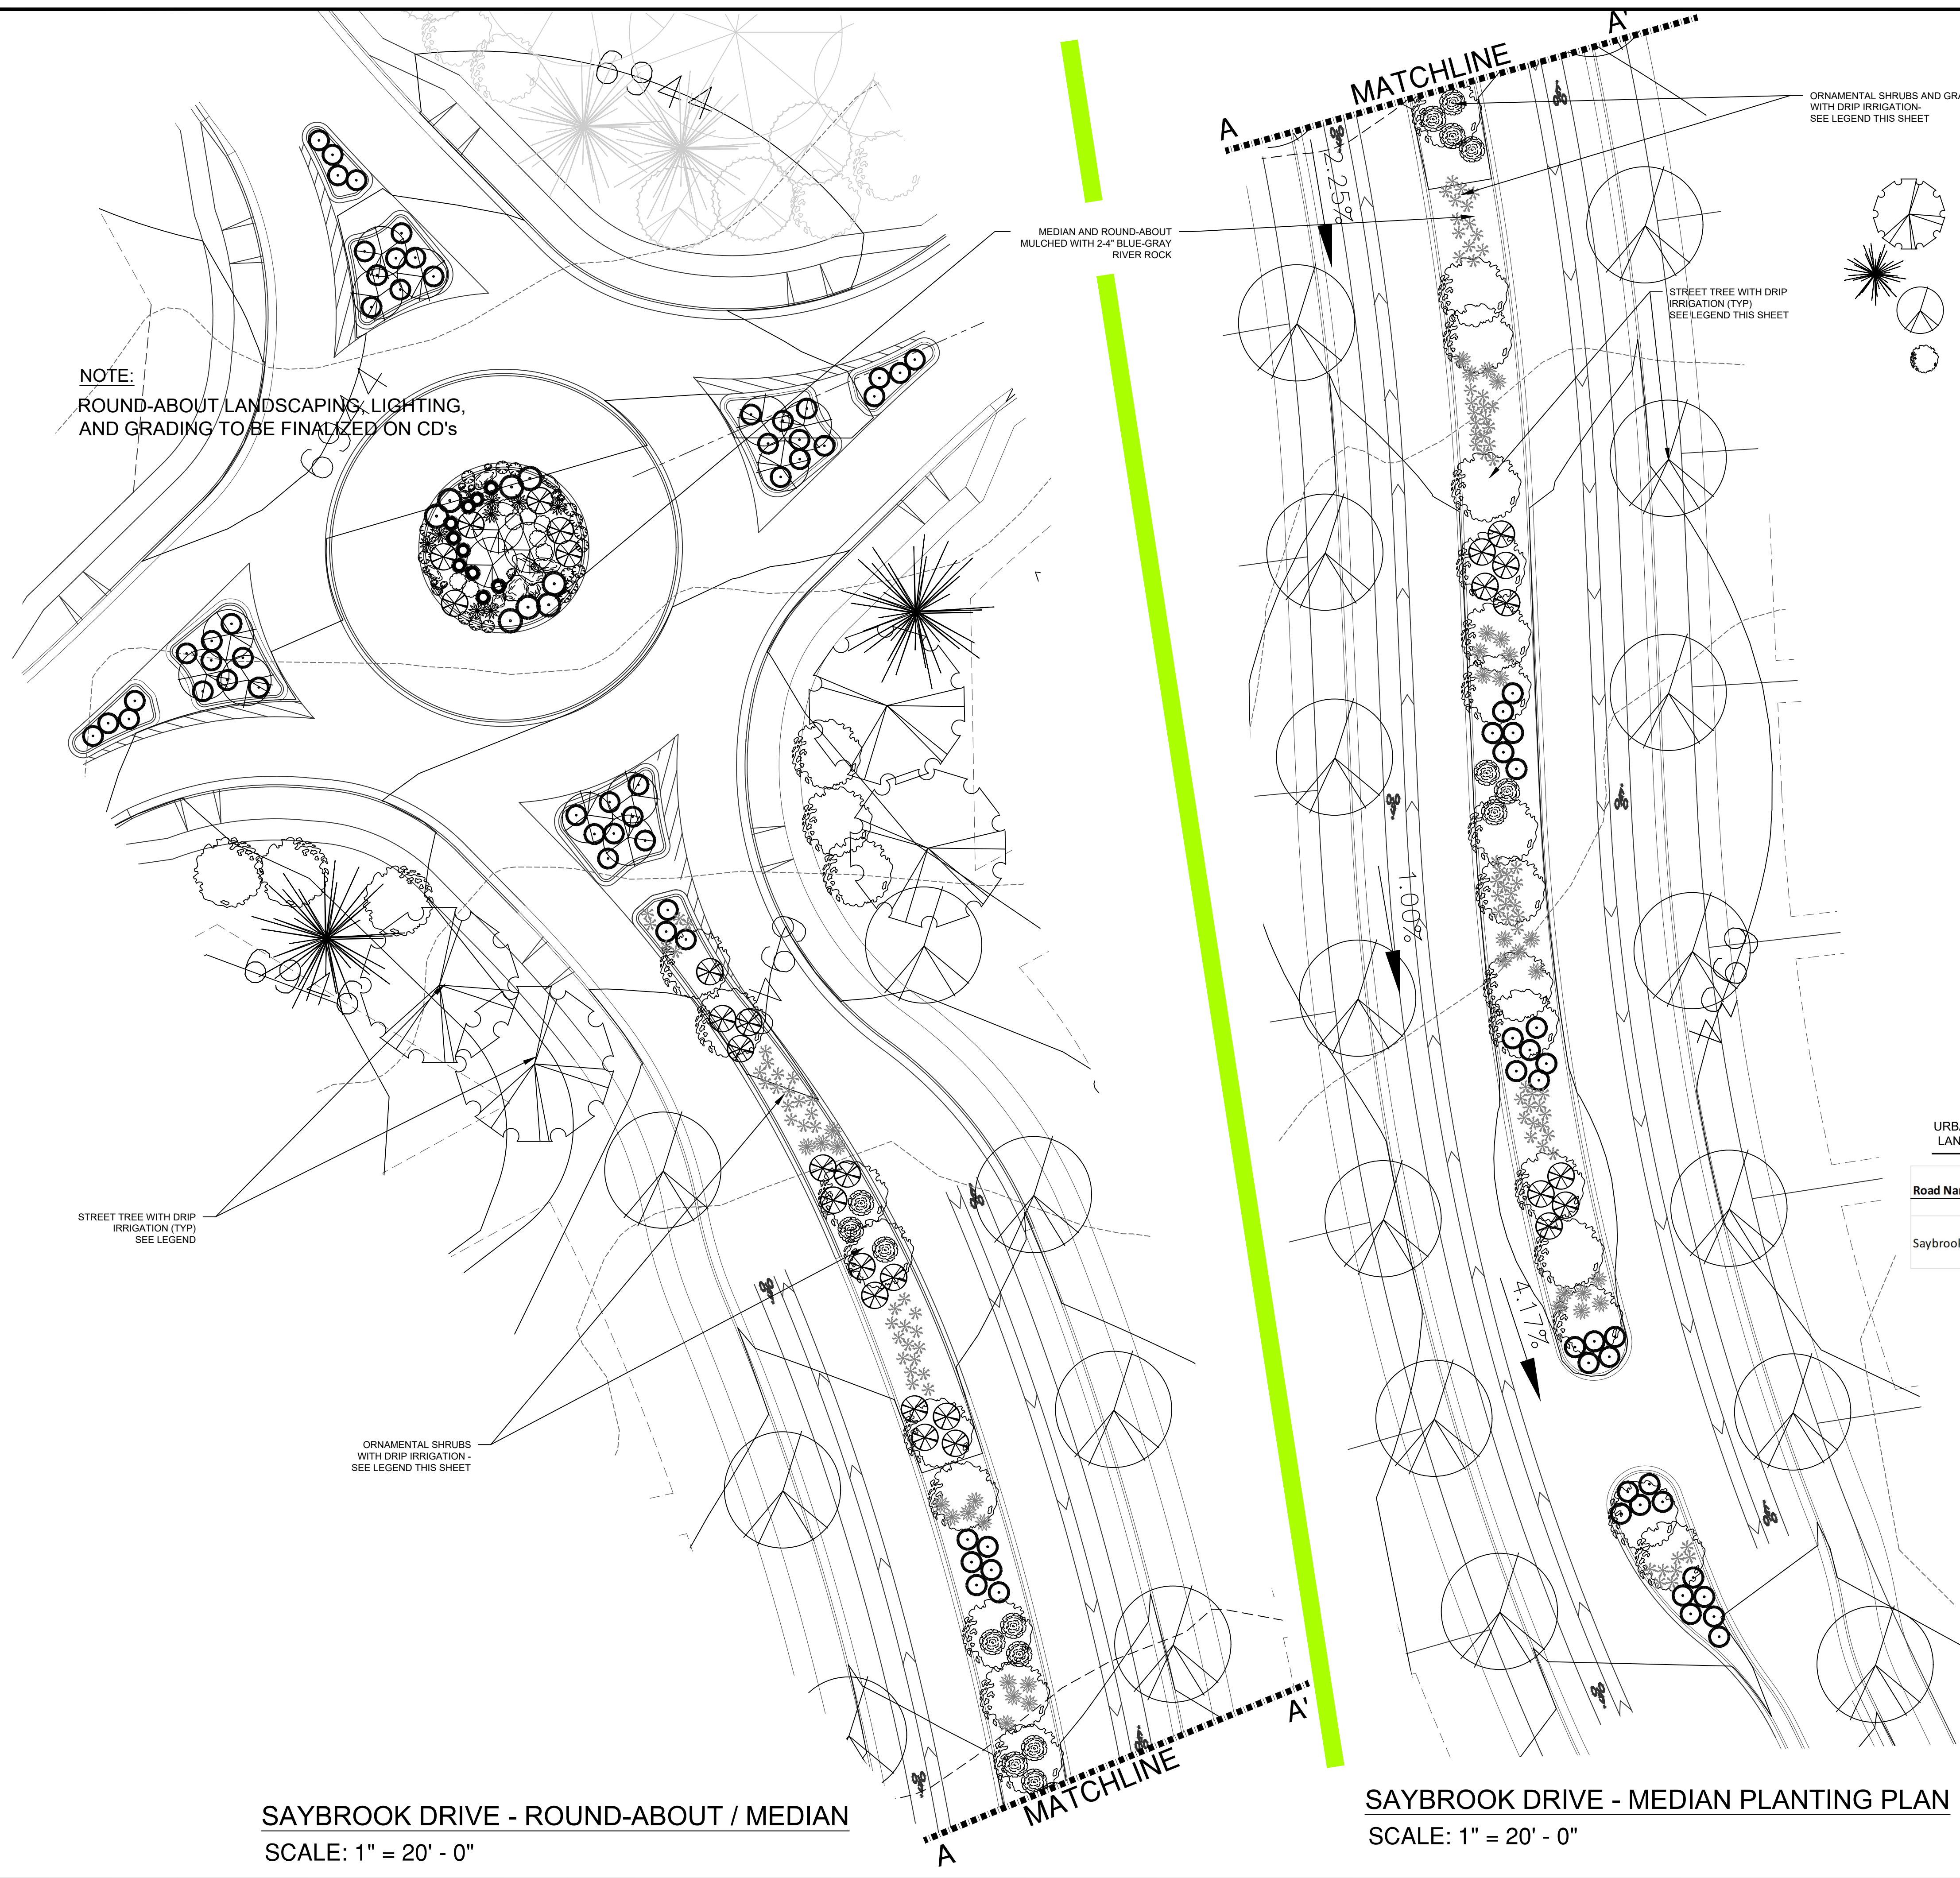 6944
NOTE:
ROUND-ABOUT LANDSCAPING, LIGHTING,
AND GRADING TO BE FINALIZED ON CD's
MEDIAN AND ROUND-ABOUT
MULCHED WITH 2-4" BLUE-GRAY
RIVER ROCK
STREET TREE WITH DRIP
IRRIGATION (TYP)
SEE LEGEND
ORNAMENTAL SHRUBS
WITH DRIP IRRIGATION -
SEE LEGEND THIS SHEET
MATCHLINE
A
A'
SAYBROOK DRIVE - ROUND-ABOUT / MEDIAN
SCALE: 1" = 20' - 0"
MATCHLINE
A
A'
ORNAMENTAL SHRUBS AND GRA
WITH DRIP IRRIGATION-
SEE LEGEND THIS SHEET
2.25%
STREET TREE WITH DRIP
IRRIGATION (TYP)
SEE LEGEND THIS SHEET
1.00%
4.17%
URBA
LAN
Road Na
Saybrook
SAYBROOK DRIVE - MEDIAN PLANTING PLAN
SCALE: 1" = 20' - 0"